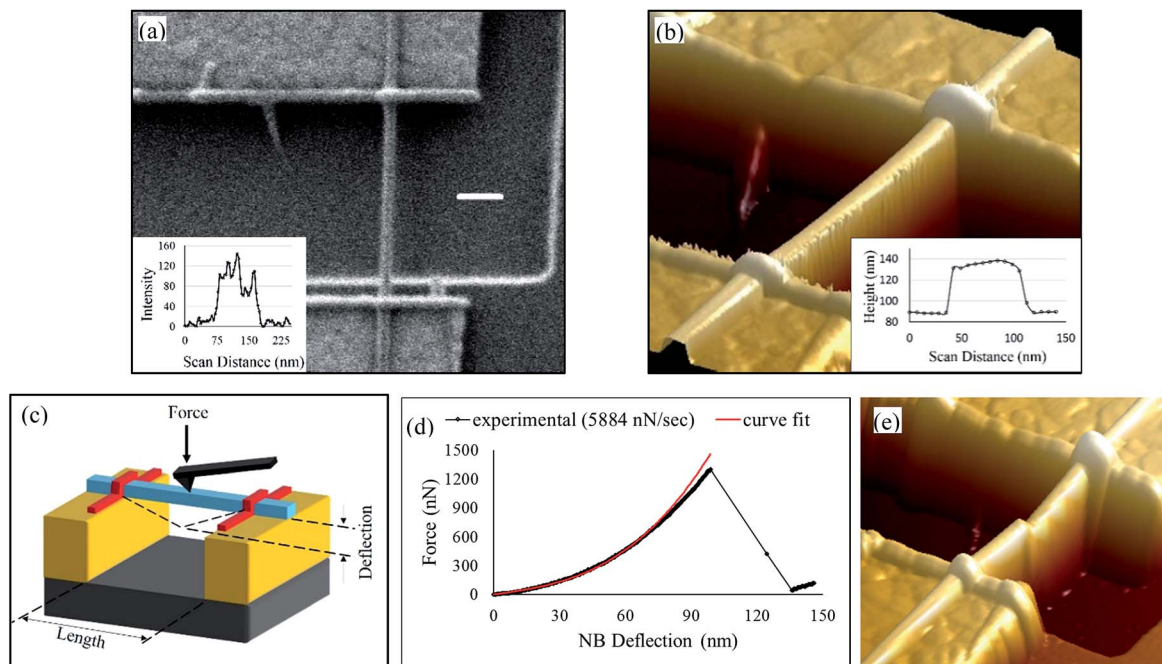 (a)
160
120
80
40
0
Intensity
0 75 150 225
Scan Distance (nm)
(b)
140
120
100
80
Height (nm)
0 50 100 150
Scan Distance (nm)
(c)
Force
Deflection
Length
(d)
experimental (5884 nN/sec) curve fit
1500
1200
900
600
300
0
Force (nN)
0 30 60 90 120 150
NB Deflection (nm)
(e)